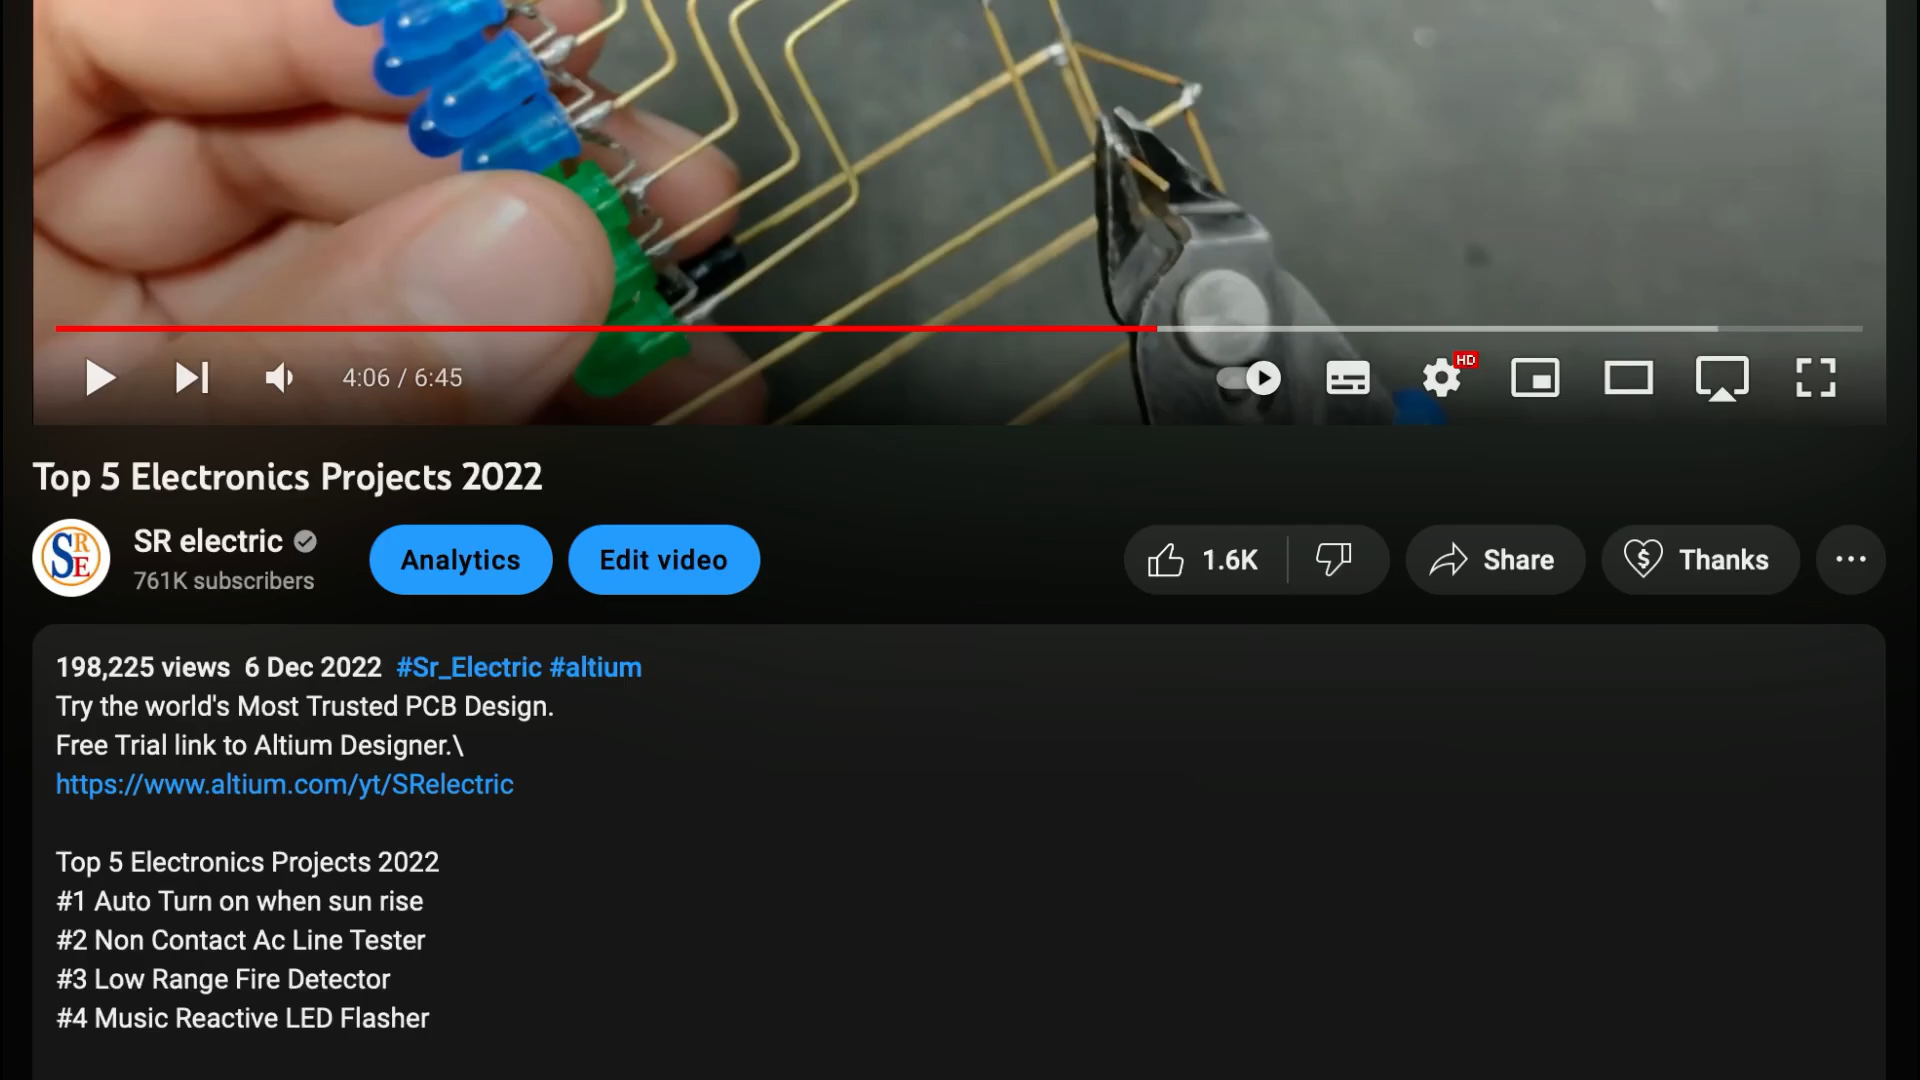 HD
4:06 / 6:45
Top 5 Electronics Projects 2022
SRE
SR electric
761K subscribers
Analytics
Edit video
1.6K
Share
Thanks
198,225 views 6 Dec 2022 #Sr_Electric #altium
Try the world's Most Trusted PCB Design.
Free Trial link to Altium Designer.\
https://www.altium.com/yt/SRelectric
Top 5 Electronics Projects 2022
#1 Auto Turn on when sun rise
#2 Non Contact Ac Line Tester
#3 Low Range Fire Detector
#4 Music Reactive LED Flasher